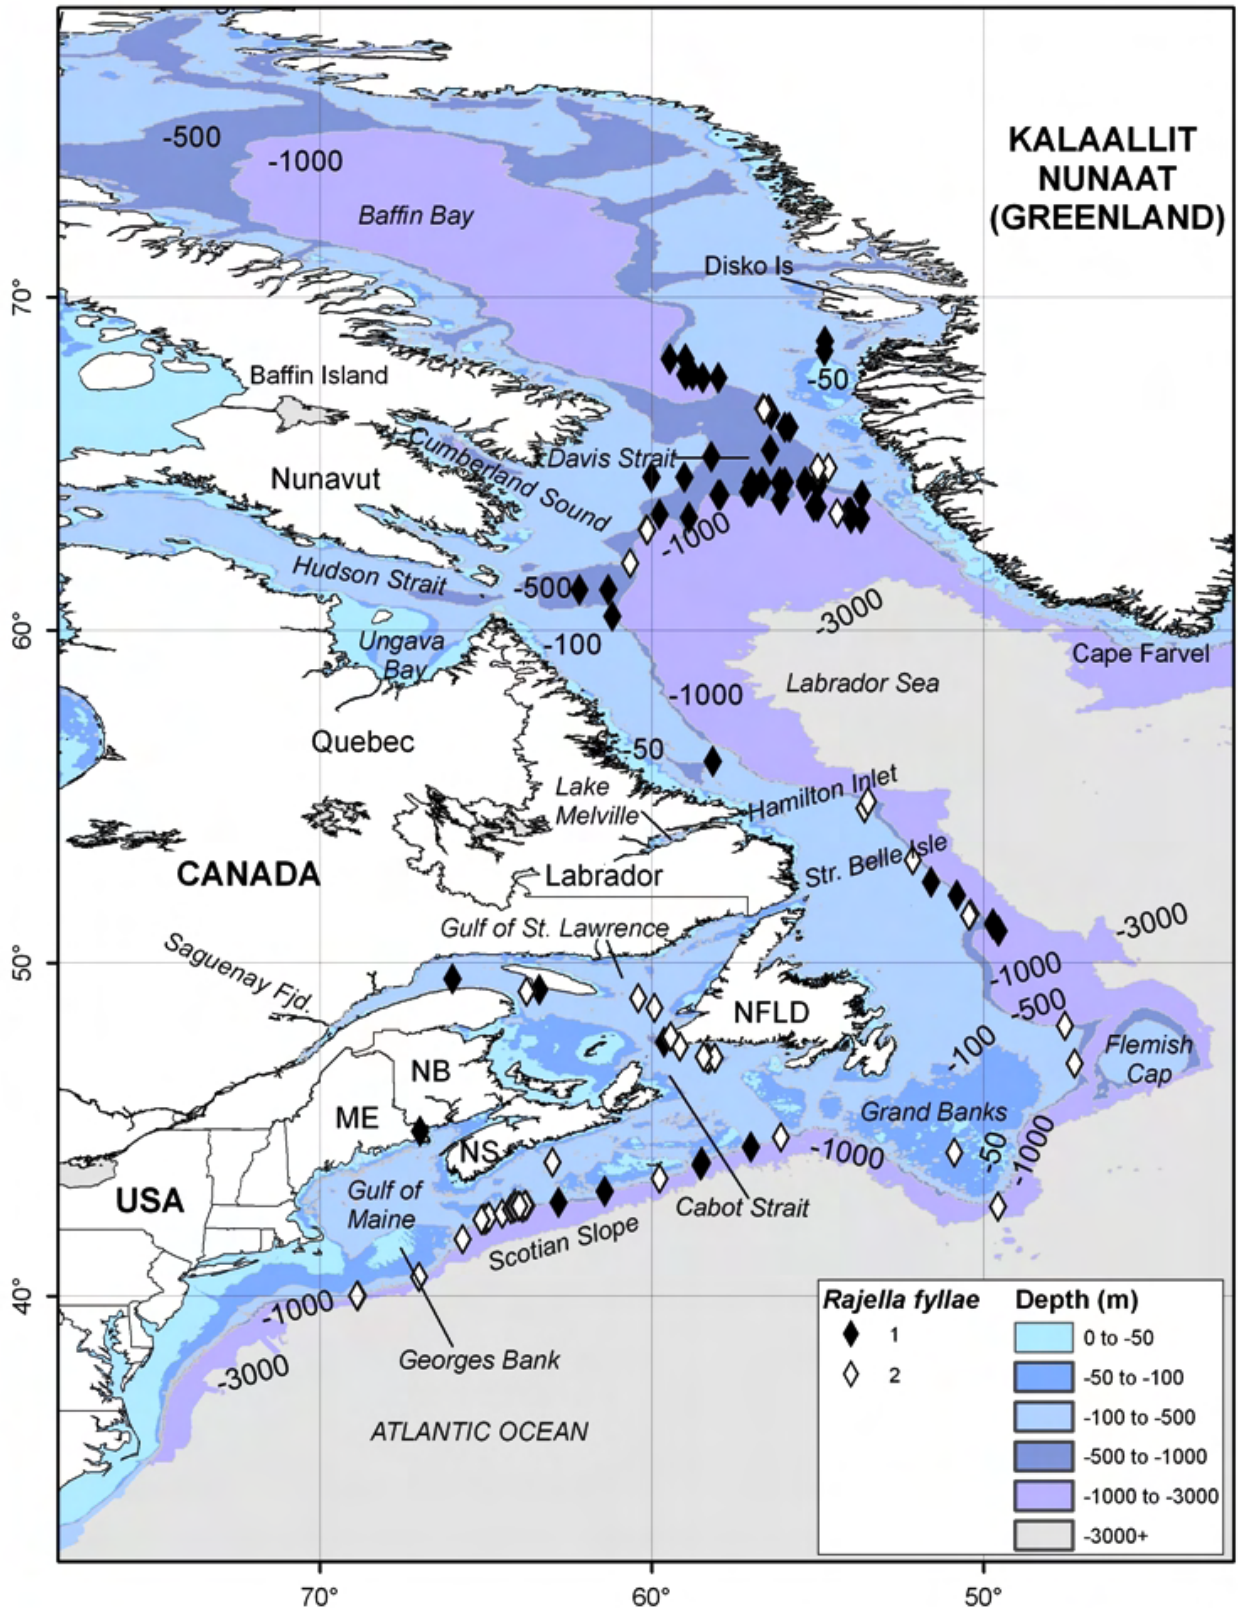 -500
-1000
Baffin Bay
KALAALLIT
NUNAAT
(GREENLAND)
Disko Is
70°
Baffin Island
-50
Cumberland Sound
Davis Strait
Nunavut
-1000
Hudson Strait
-500
-3000
60°
Ungava
Bay
-100
Cape Farvel
Labrador Sea
-1000
Quebec
-50
Lake
Melville
Hamilton Inlet
CANADA
Labrador
Str. Belle Isle
Gulf of St. Lawrence
-3000
Saguenay Fjd.
50°
-1000
-500
NFLD
-100
Flemish
Cap
NB
Grand Banks
ME
NS
-50
-1000
-1000
USA
Gulf of
Maine
Cabot Strait
Scotian Slope
40°
-1000
Georges Bank
-3000
ATLANTIC OCEAN
Rajella fyllae
1
2
Depth (m)
0 to -50
-50 to -100
-100 to -500
-500 to -1000
-1000 to -3000
-3000+
70°
60°
50°